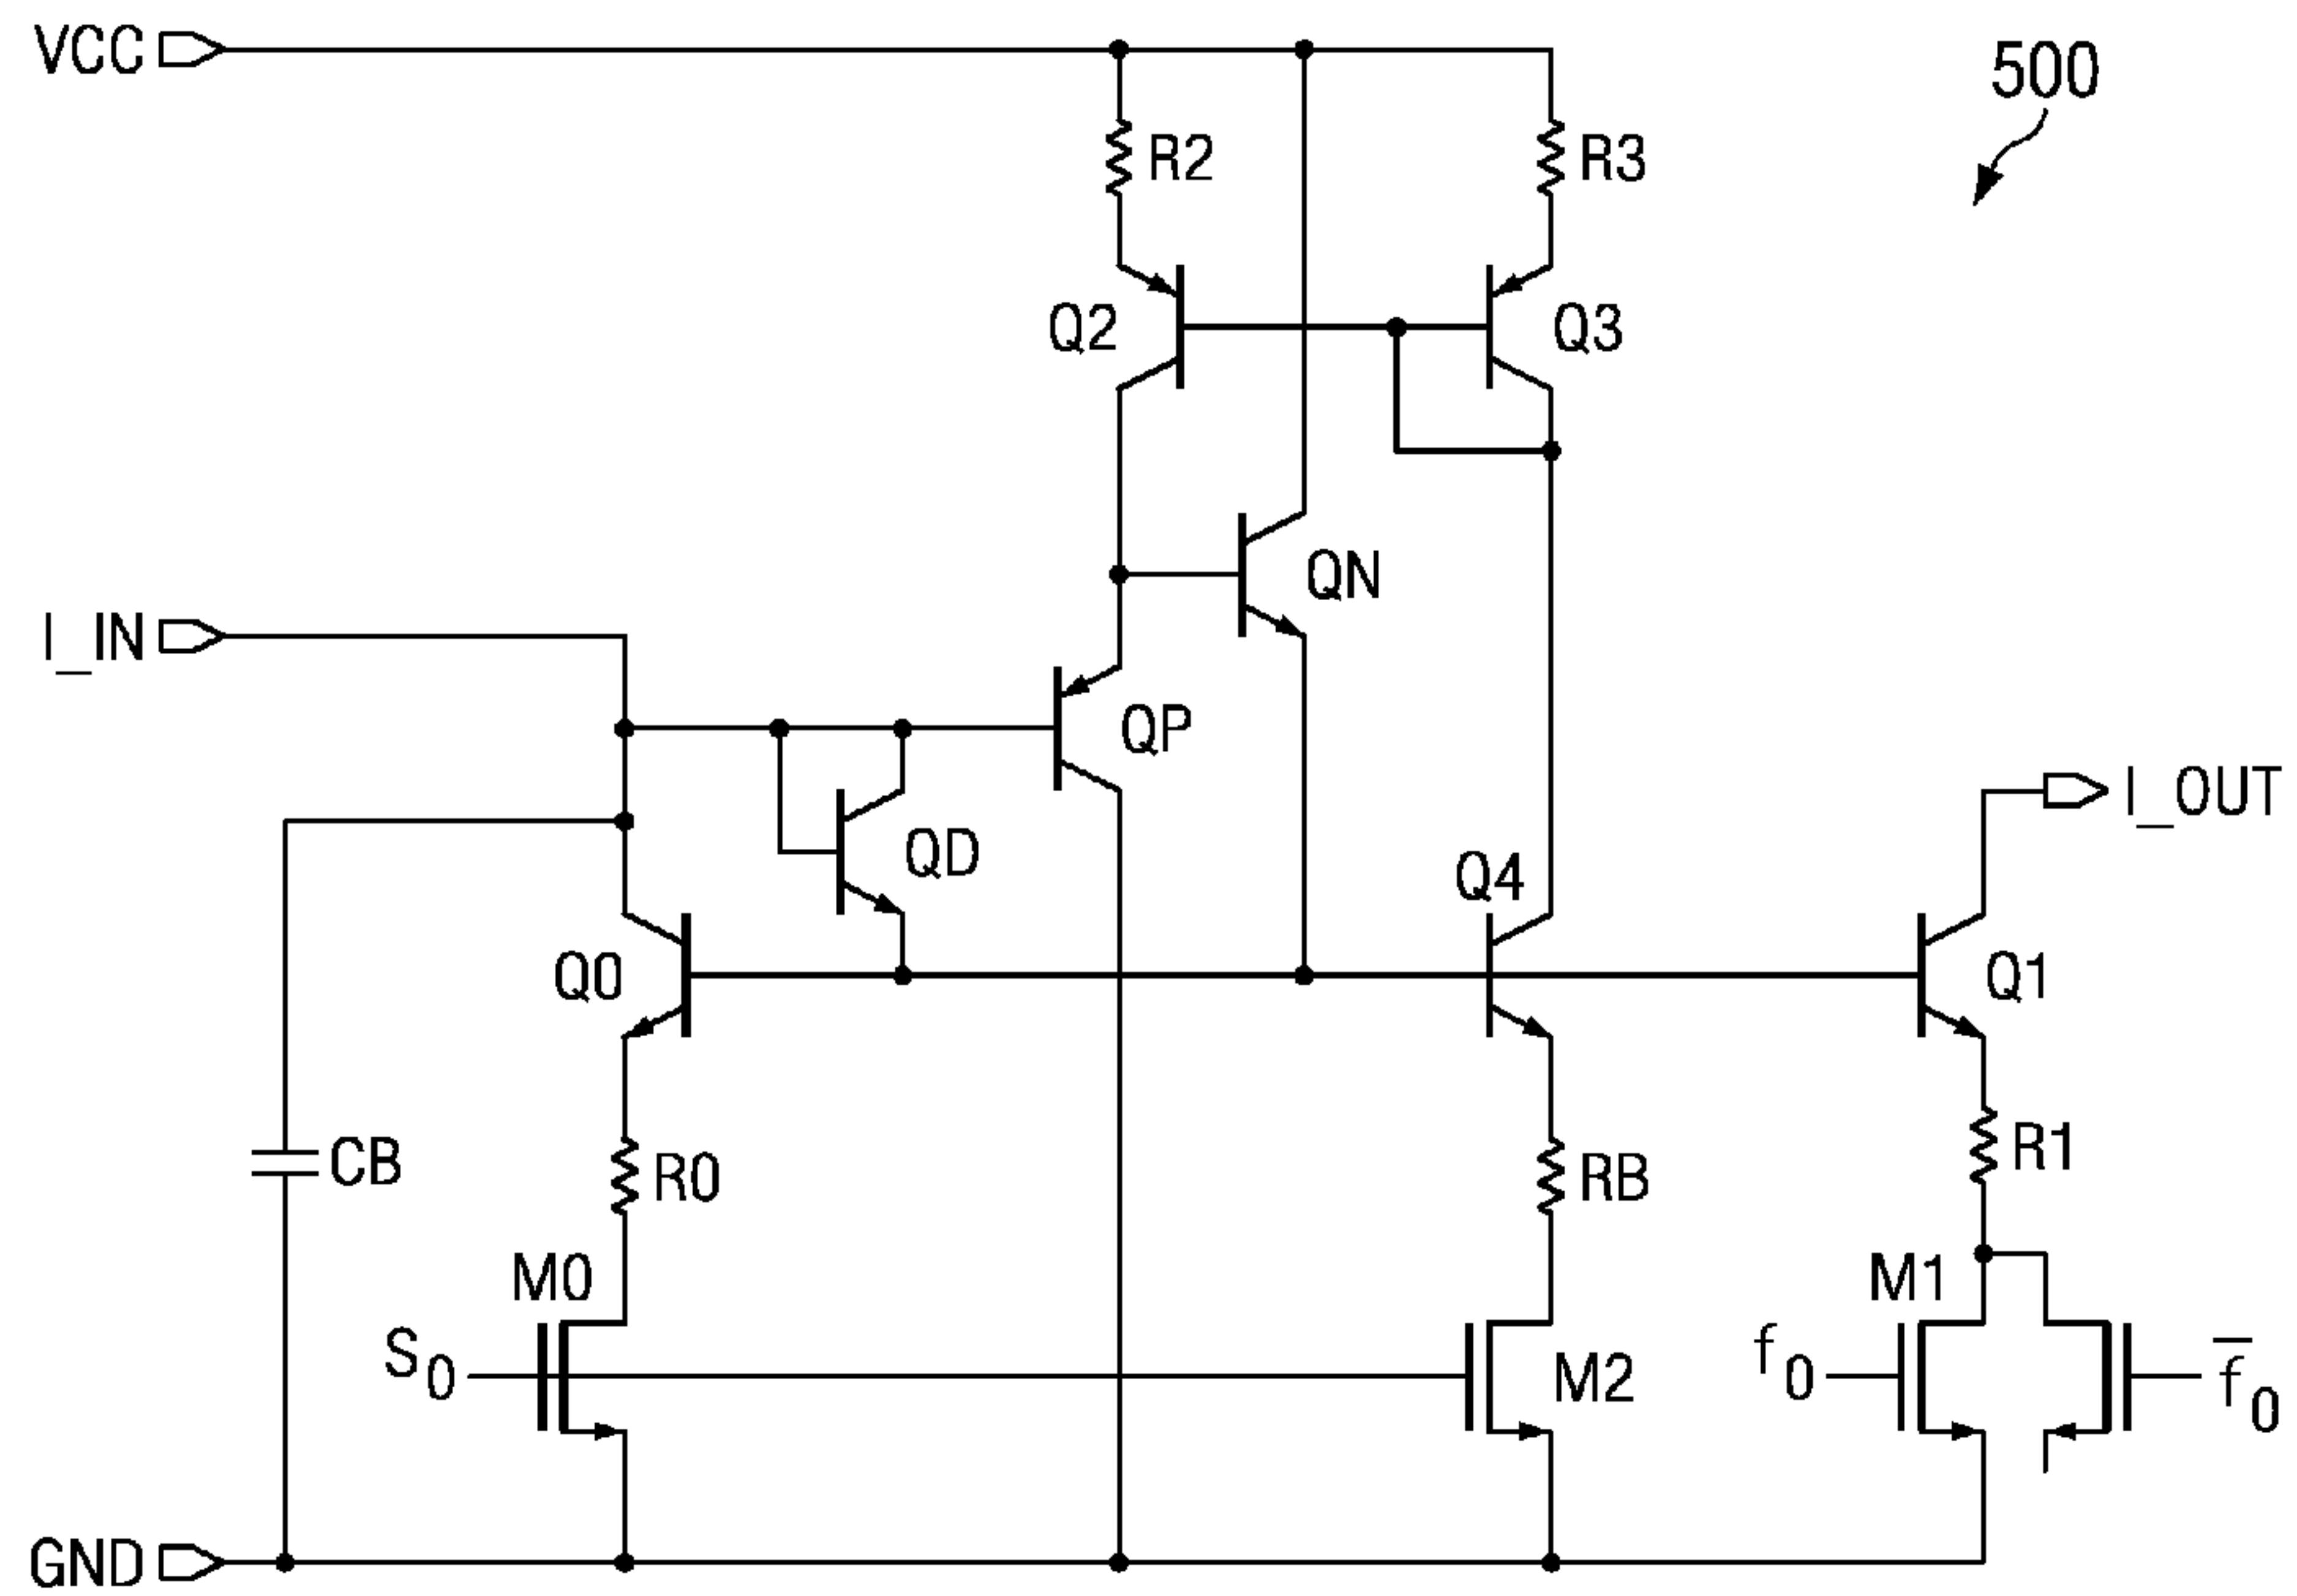 VCC
500
R2
R3
Q2
Q3
QN
I_IN
QP
I_OUT
QD
Q4
Q0
Q1
CB
R0
RB
R1
M0
M1
S0
M2
f0
f̅0
GND